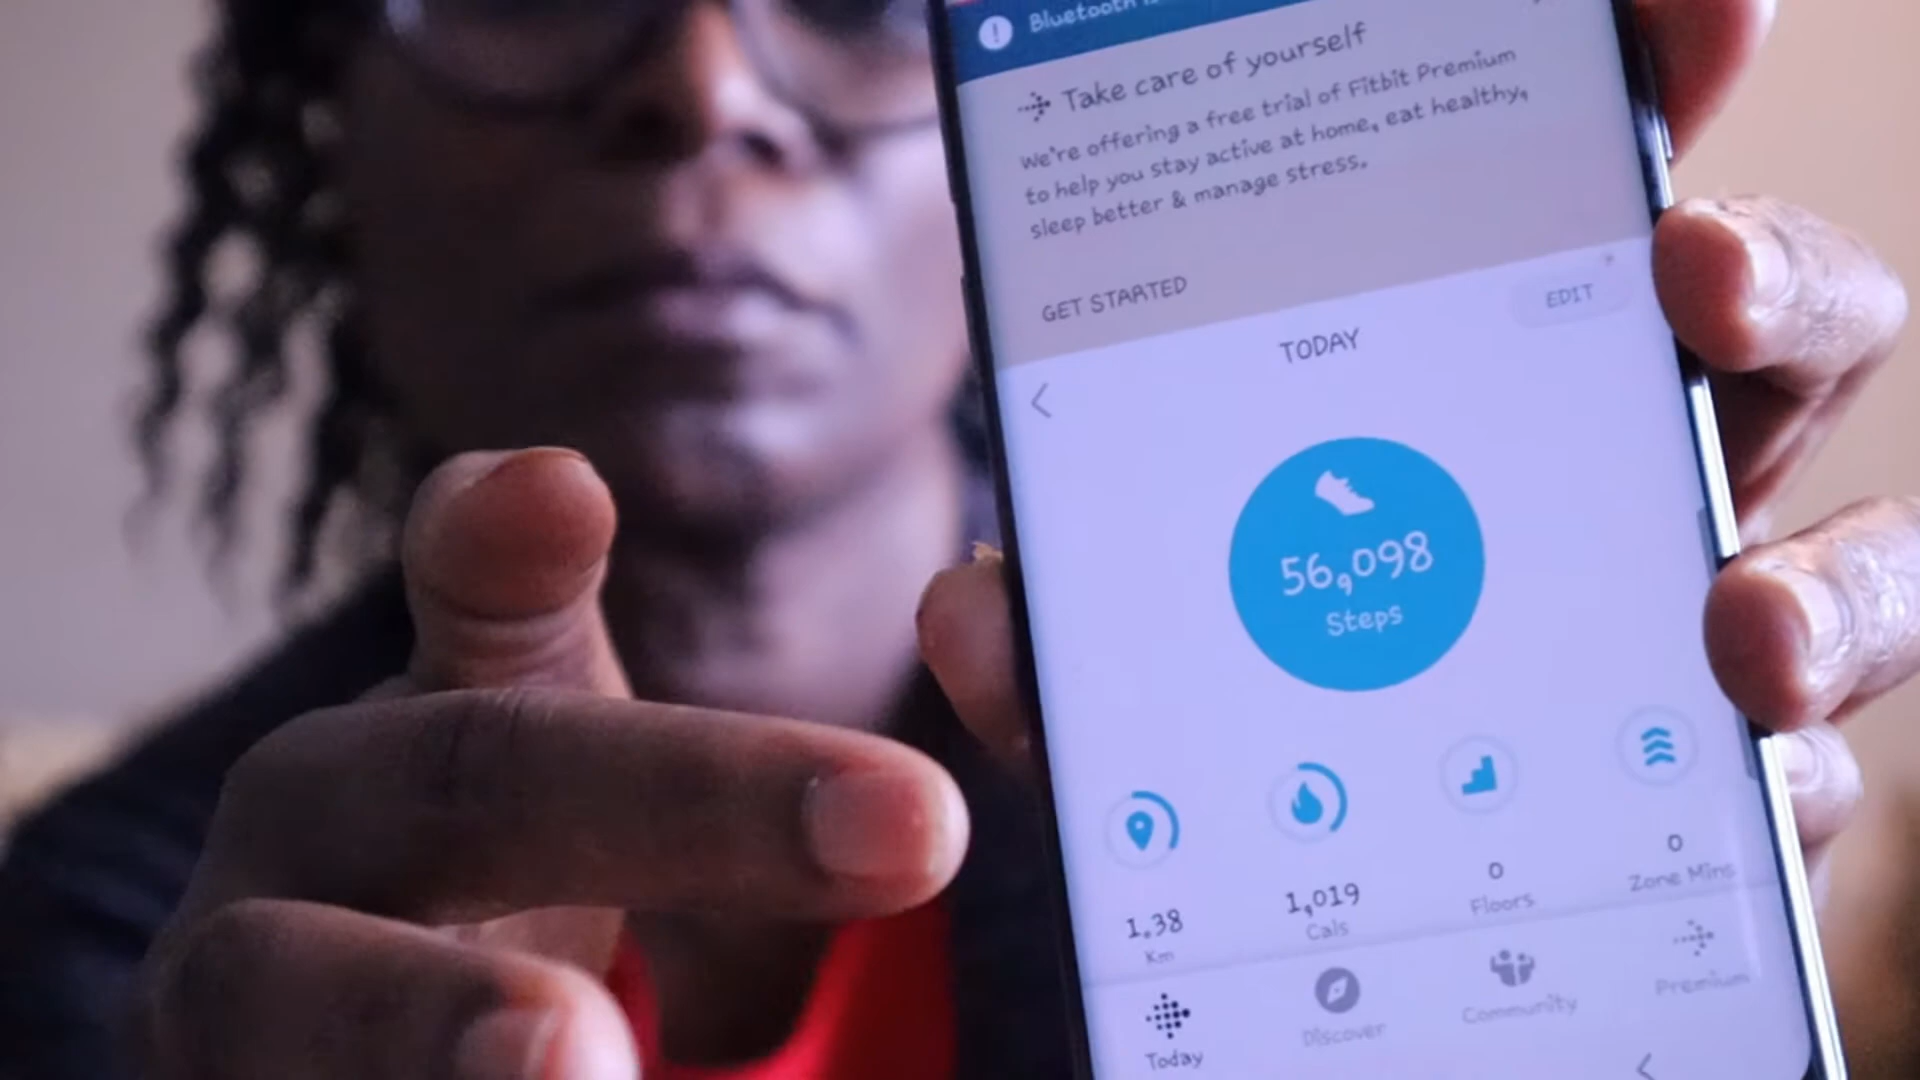 Bluetooth is
Take care of yourself
We're offering a free trial of Fitbit Premium
to help you stay active at home, eat healthy,
sleep better & manage stress.
GET STARTED
EDIT
TODAY
56,098
Steps
1.38
Km
1,019
Cals
0
Floors
0
Zone Mins
Today
Discover
Community
Premium